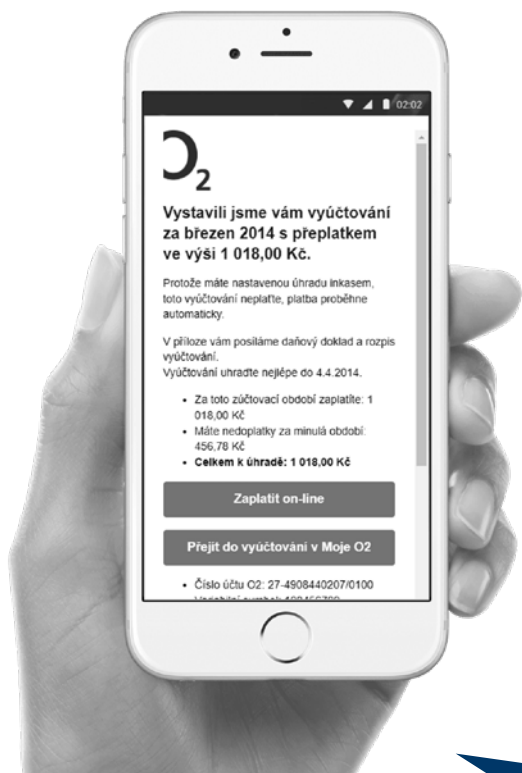 02:02
O2
Vystavili jsme vám vyúčtování
za březen 2014 s přeplatkem
ve výši 1 018,00 Kč.
Protože máte nastavenou úhradu inkasem,
toto vyúčtování neplaťte, platba proběhne
automaticky.
V příloze vám posíláme daňový doklad a rozpis
vyúčtování.
Vyúčtování uhraďte nejlépe do 4.4.2014.
• Za toto zúčtovací období zaplatíte: 1
018,00 Kč
• Máte nedoplatky za minulá období:
456,78 Kč
• Celkem k úhradě: 1 018,00 Kč
Zaplatit on-line
Přejít do vyúčtování v Moje O2
• Číslo účtu O2: 27-4908440207/0100